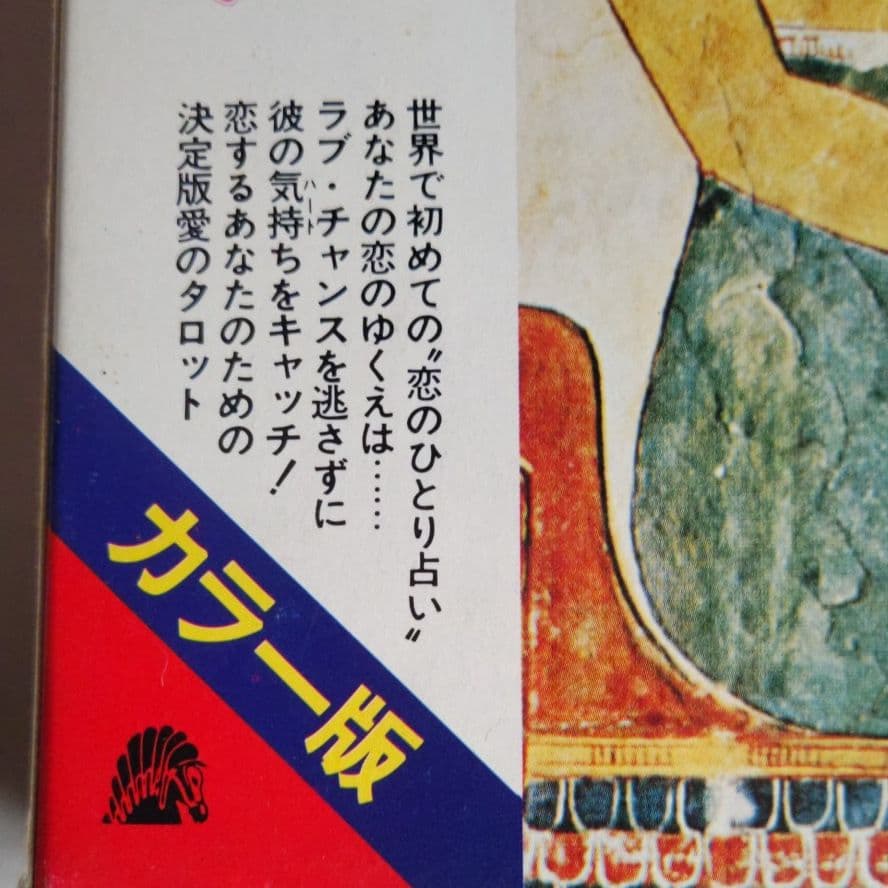 世界で初めての〝恋のひとり占い〟
あなたの恋のゆくえは……
ラブ・チャンスを逃さずに
彼の気持ちをキャッチ!
ハート
恋するあなたのための
決定版愛のタロット
カラー版